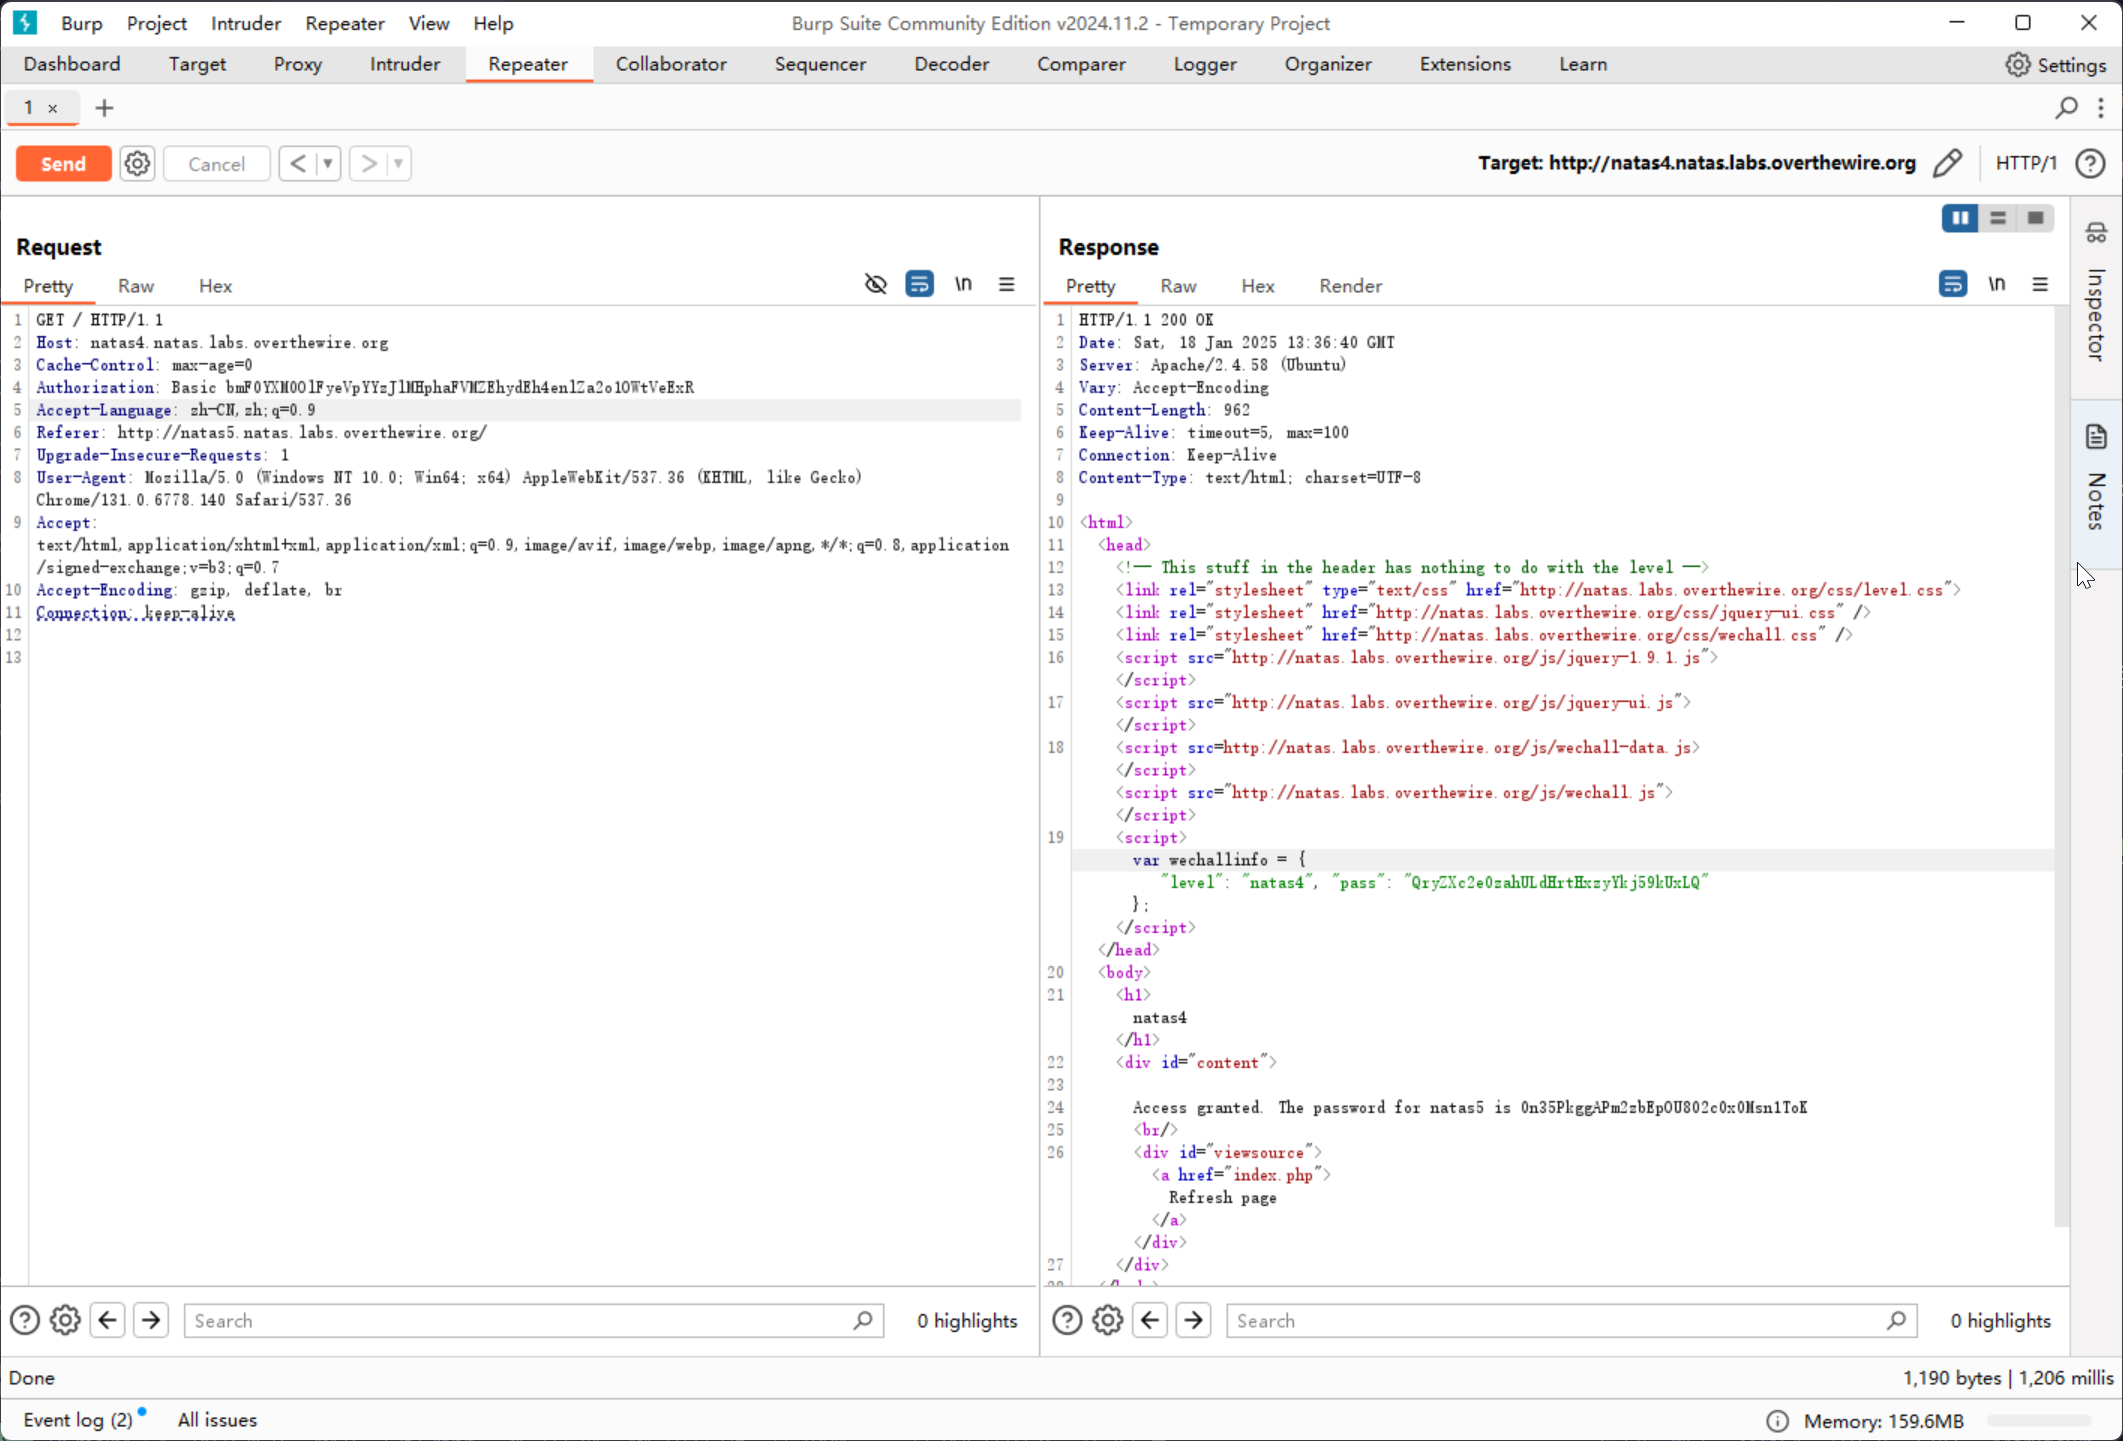 Burp Project Intruder Repeater View Help Burp Suite Community Edition v2024.11.2 - Temporary Project
Dashboard Target Proxy Intruder Repeater Collaborator Sequencer Decoder Comparer Logger Organizer Extensions Learn Settings
1 × +
Send Cancel < > Target: http://natas4.natas.labs.overthewire.org HTTP/1
Request
Pretty Raw Hex \n
1 GET / HTTP/1.1
2 Host: natas4.natas.labs.overthewire.org
3 Cache-Control: max-age=0
4 Authorization: Basic bmF0YXM0OlFyeVpYYzJlMHphaFVMZEhydEh4enlZa2o1OWtVeExR
5 Accept-Language: zh-CN,zh;q=0.9
6 Referer: http://natas5.natas.labs.overthewire.org/
7 Upgrade-Insecure-Requests: 1
8 User-Agent: Mozilla/5.0 (Windows NT 10.0; Win64; x64) AppleWebKit/537.36 (KHTML, like Gecko)
Chrome/131.0.6778.140 Safari/537.36
9 Accept:
text/html,application/xhtml+xml,application/xml;q=0.9,image/avif,image/webp,image/apng,*/*;q=0.8,application
/signed-exchange;v=b3;q=0.7
10 Accept-Encoding: gzip, deflate, br
11 Connection: keep-alive
12
13
Response
Pretty Raw Hex Render \n
1 HTTP/1.1 200 OK
2 Date: Sat, 18 Jan 2025 13:36:40 GMT
3 Server: Apache/2.4.58 (Ubuntu)
4 Vary: Accept-Encoding
5 Content-Length: 962
6 Keep-Alive: timeout=5, max=100
7 Connection: Keep-Alive
8 Content-Type: text/html; charset=UTF-8
9
10 <html>
11 <head>
12 <!-- This stuff in the header has nothing to do with the level -->
13 <link rel="stylesheet" type="text/css" href="http://natas.labs.overthewire.org/css/level.css">
14 <link rel="stylesheet" href="http://natas.labs.overthewire.org/css/jquery-ui.css" />
15 <link rel="stylesheet" href="http://natas.labs.overthewire.org/css/wechall.css" />
16 <script src="http://natas.labs.overthewire.org/js/jquery-1.9.1.js">
</script>
17 <script src="http://natas.labs.overthewire.org/js/jquery-ui.js">
</script>
18 <script src=http://natas.labs.overthewire.org/js/wechall-data.js>
</script>
<script src="http://natas.labs.overthewire.org/js/wechall.js">
</script>
19 <script>
var wechallinfo = {
"level": "natas4", "pass": "QryZXc2e0zahULdHrtHxzyYkj59kUxLQ"
};
</script>
</head>
20 <body>
21 <h1>
natas4
</h1>
22 <div id="content">
23
24 Access granted. The password for natas5 is 0n35PkggAPm2zbEpOU802c0x0Msn1ToK
25 <br/>
26 <div id="viewsource">
<a href="index.php">
Refresh page
</a>
</div>
27 </div>
Inspector
Notes
Search 0 highlights
Search 0 highlights
Done 1,190 bytes | 1,206 millis
Event log (2) All issues Memory: 159.6MB